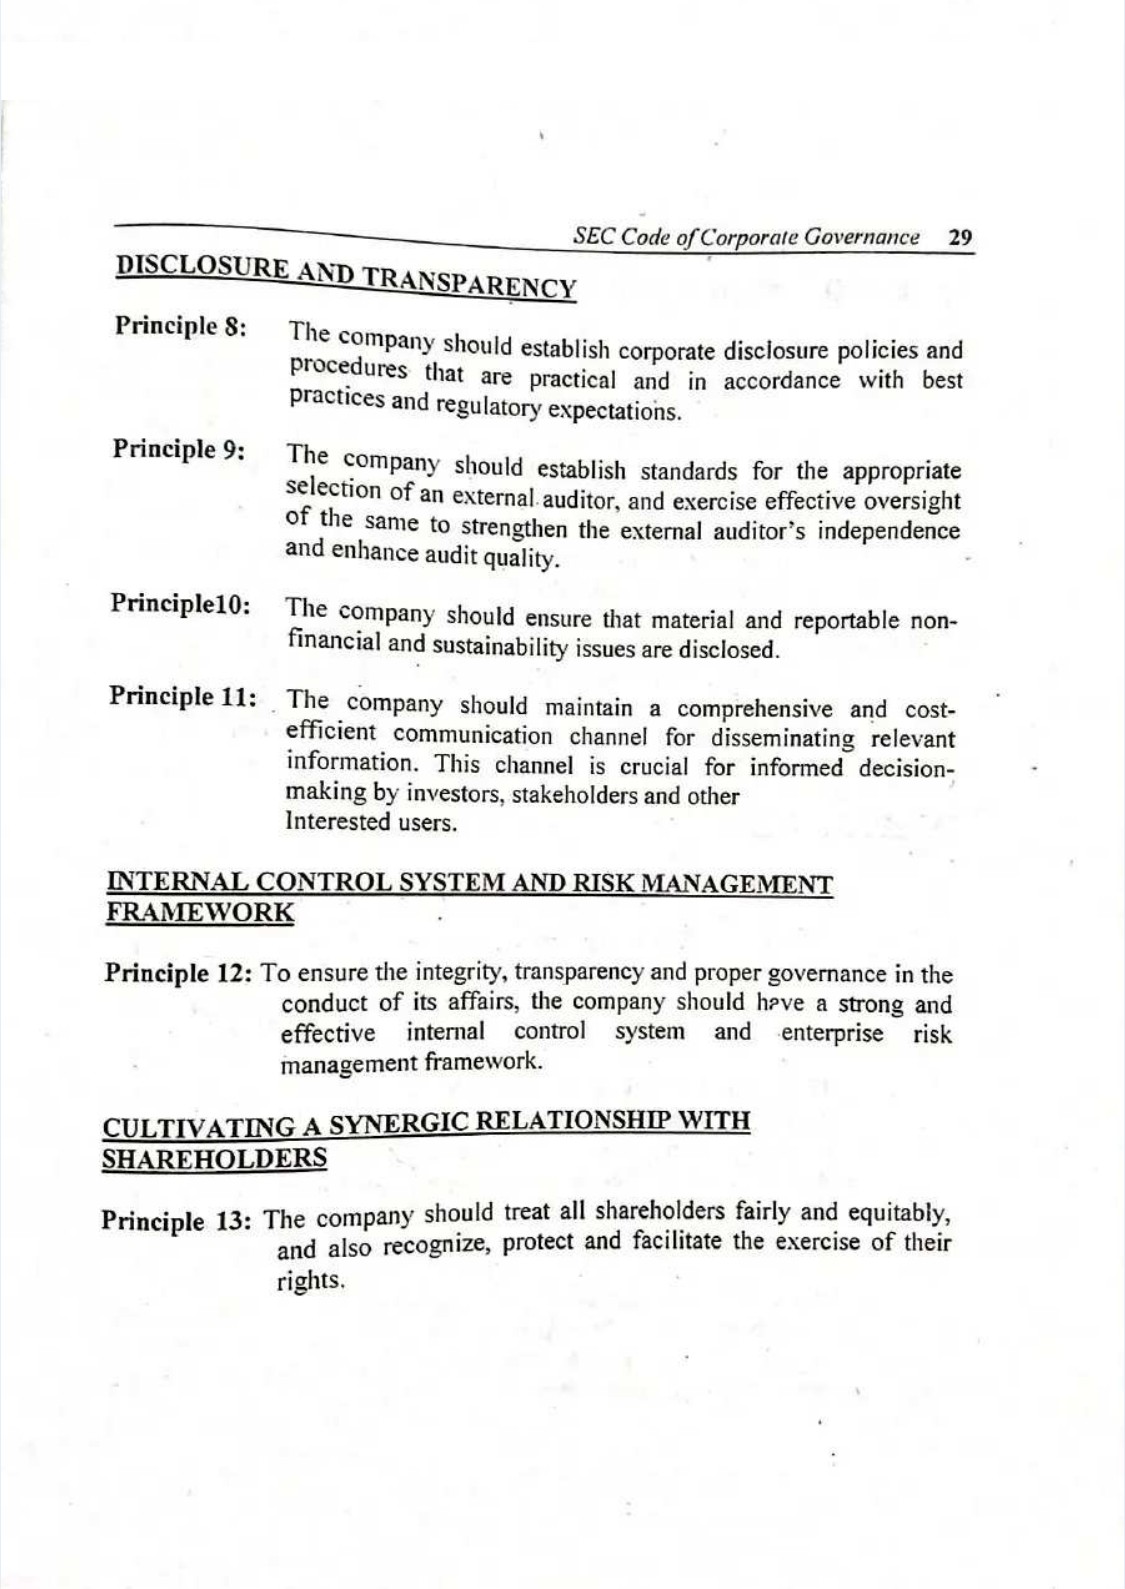 SEC Code of Corporate Governance 29
DISCLOSURE AND TRANSPARENCY
Principle 8: The company should establish corporate disclosure policies and
procedures that are practical and in accordance with best
practices and regulatory expectations.
Principle 9: The company should establish standards for the appropriate
selection of an external auditor, and exercise effective oversight
of the same to strengthen the external auditor's independence
and enhance audit quality.
Principle10: The company should ensure that material and reportable non-
financial and sustainability issues are disclosed.
Principle 11: The company should maintain a comprehensive and cost-
efficient communication channel for disseminating relevant
information. This channel is crucial for informed decision-
making by investors, stakeholders and other
Interested users.
INTERNAL CONTROL SYSTEM AND RISK MANAGEMENT
FRAMEWORK
Principle 12: To ensure the integrity, transparency and proper governance in the
conduct of its affairs, the company should have a strong and
effective internal control system and enterprise risk
management framework.
CULTIVATING A SYNERGIC RELATIONSHIP WITH
SHAREHOLDERS
Principle 13: The company should treat all shareholders fairly and equitably,
and also recognize, protect and facilitate the exercise of their
rights.